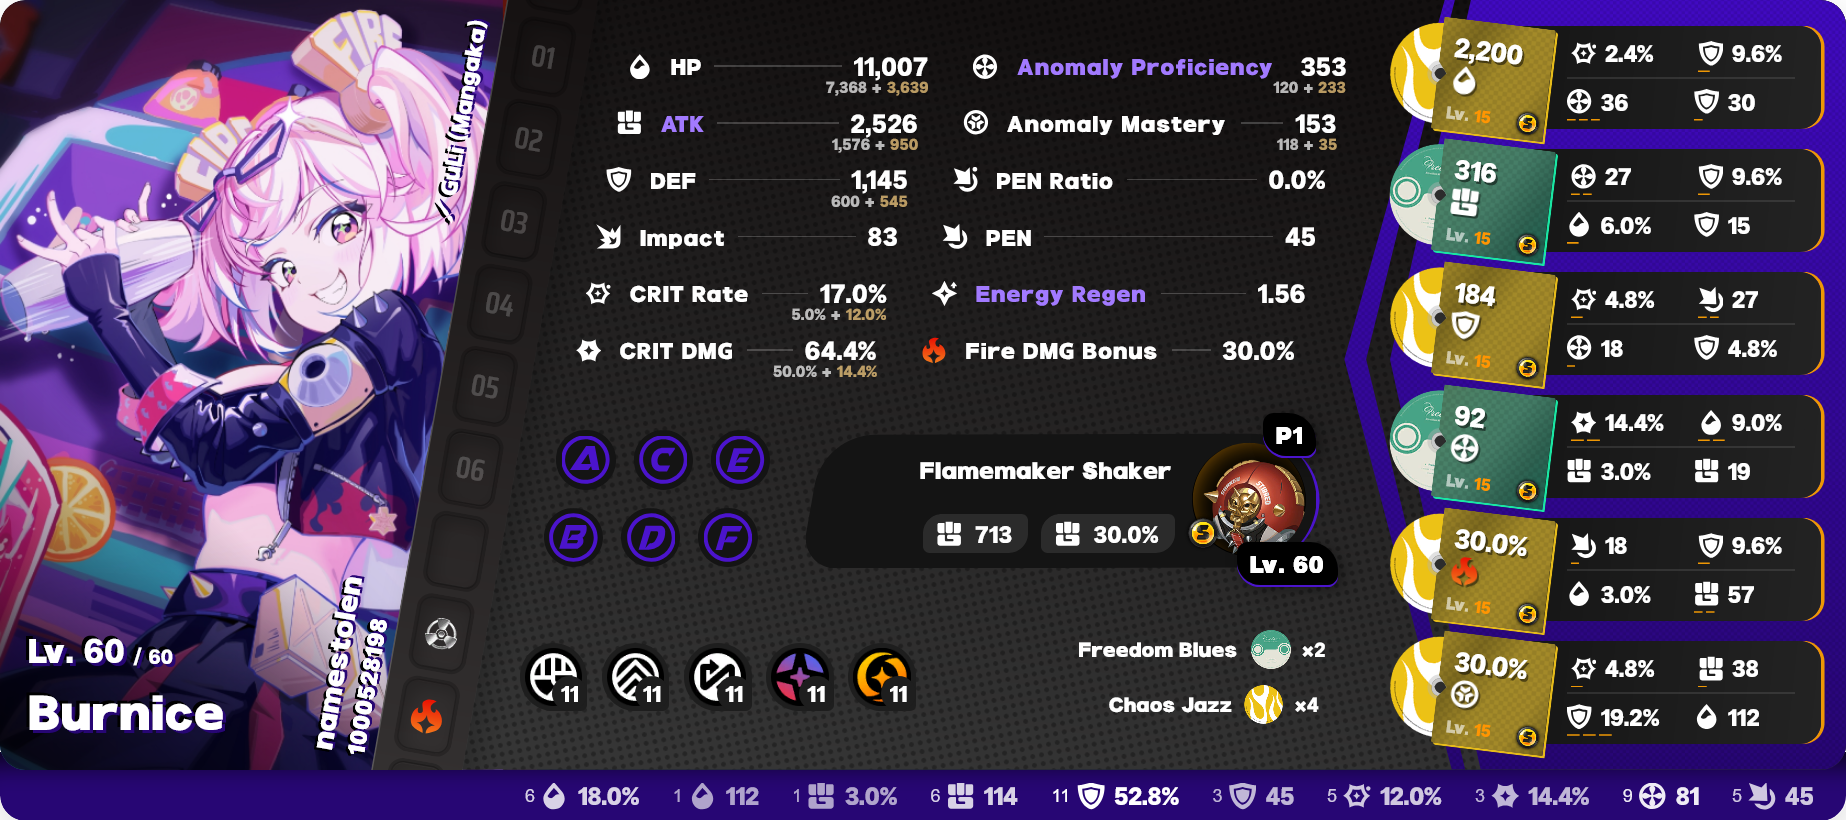 FIRE
FIRE
GuLi (Mangaka)
Lv. 60 / 60
Burnice
namestolen
1000528198
01
02
03
04
05
06
HP 11,007
7,368 + 3,639
ATK 2,526
1,576 + 950
DEF 1,145
600 + 545
Impact 83
CRIT Rate 17.0%
5.0% + 12.0%
CRIT DMG 64.4%
50.0% + 14.4%
Anomaly Proficiency 353
120 + 233
Anomaly Mastery 153
118 + 35
PEN Ratio 0.0%
PEN 45
Energy Regen 1.56
Fire DMG Bonus 30.0%
A C E
B D F
P1
Flamemaker Shaker
713 30.0%
S
Lv. 60
11 11 11 11 11
Freedom Blues ×2
Chaos Jazz ×4
2,200
Lv. 15 S
2.4% 9.6%
36 30
316
Lv. 15 S
27 9.6%
6.0% 15
184
Lv. 15 S
4.8% 27
18 4.8%
92
Lv. 15 S
14.4% 9.0%
3.0% 19
30.0%
Lv. 15 S
18 9.6%
3.0% 57
30.0%
Lv. 15 S
4.8% 38
19.2% 112
6 18.0% 1 112 1 3.0% 6 114 11 52.8% 3 45 5 12.0% 3 14.4% 9 81 5 45